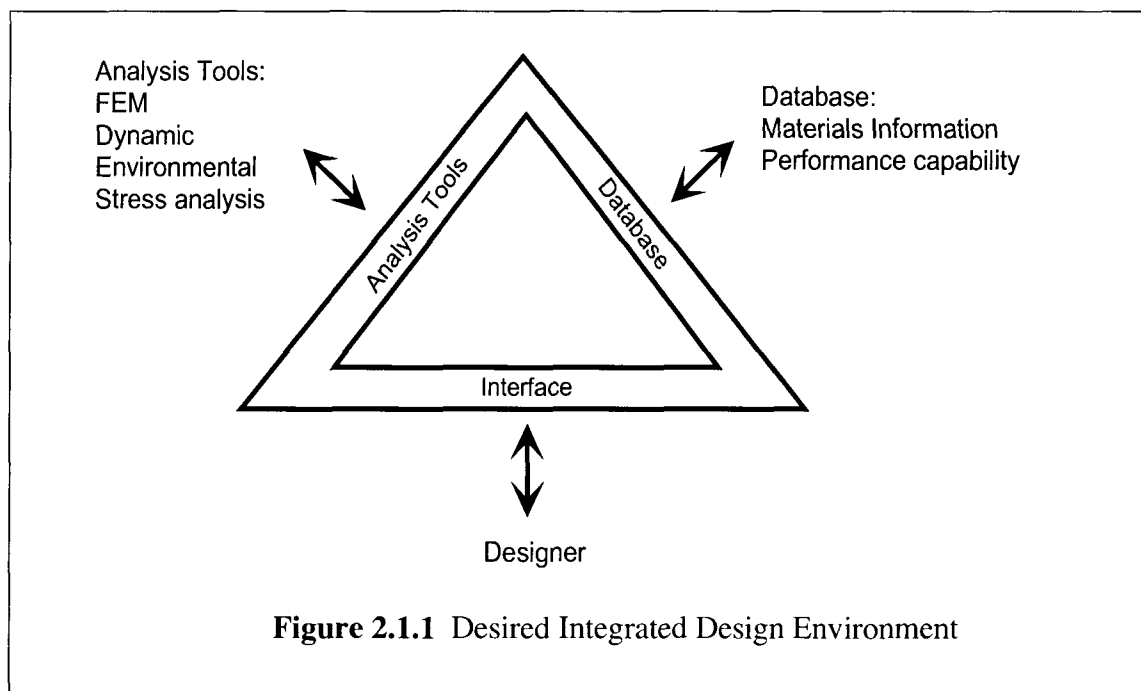 Analysis Tools:
FEM
Dynamic
Environmental
Stress analysis
Database:
Materials Information
Performance capability
Analysis Tools
Database
Interface
Designer
Figure 2.1.1 Desired Integrated Design Environment